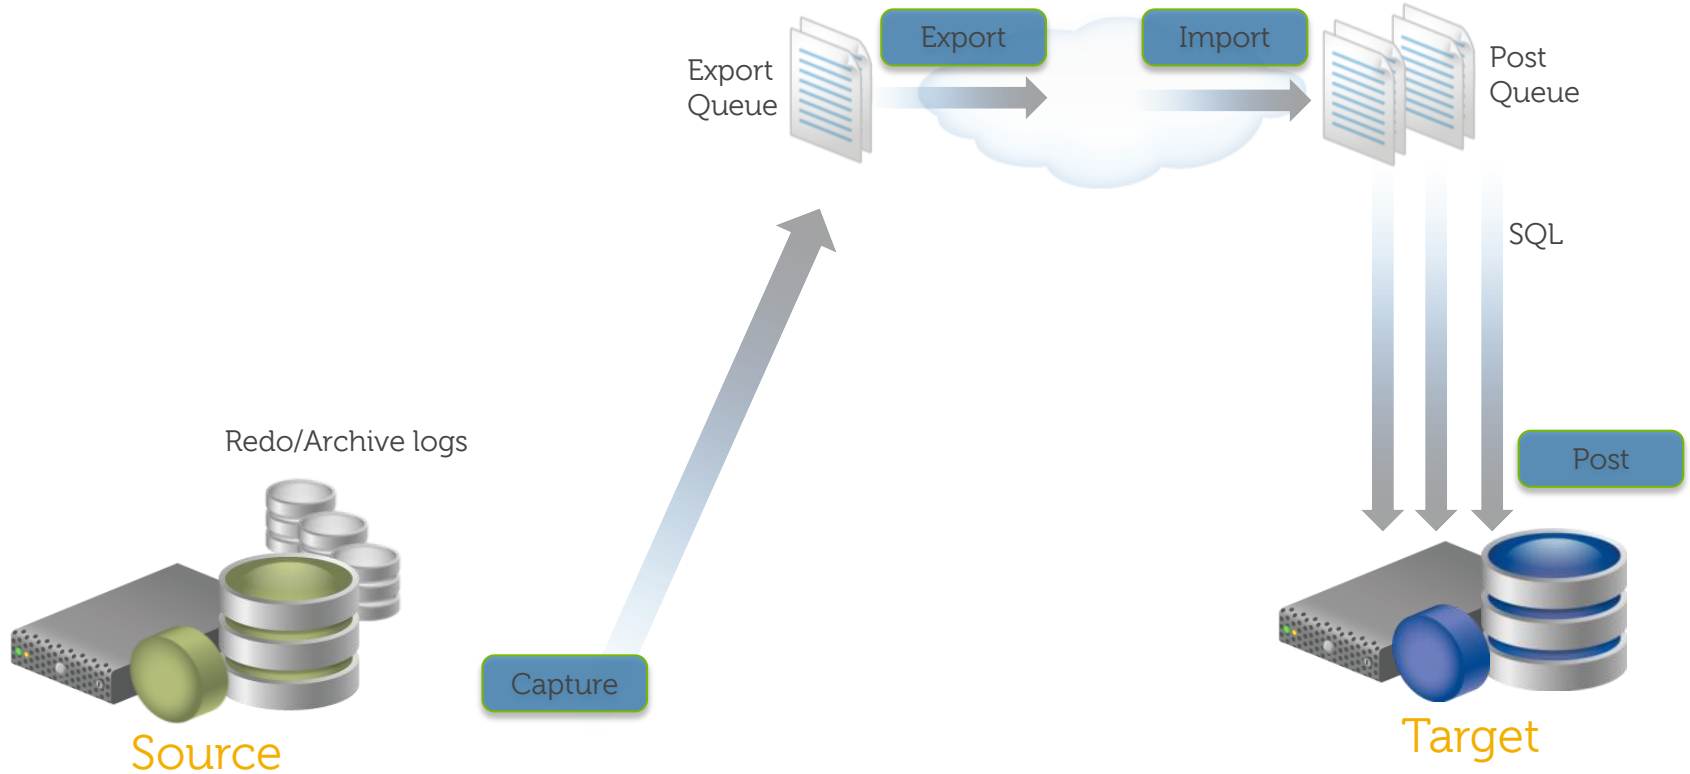 Export
Import
Export
Queue
Post
Queue
SQL
Redo/Archive logs
Post
Capture
Source
Target